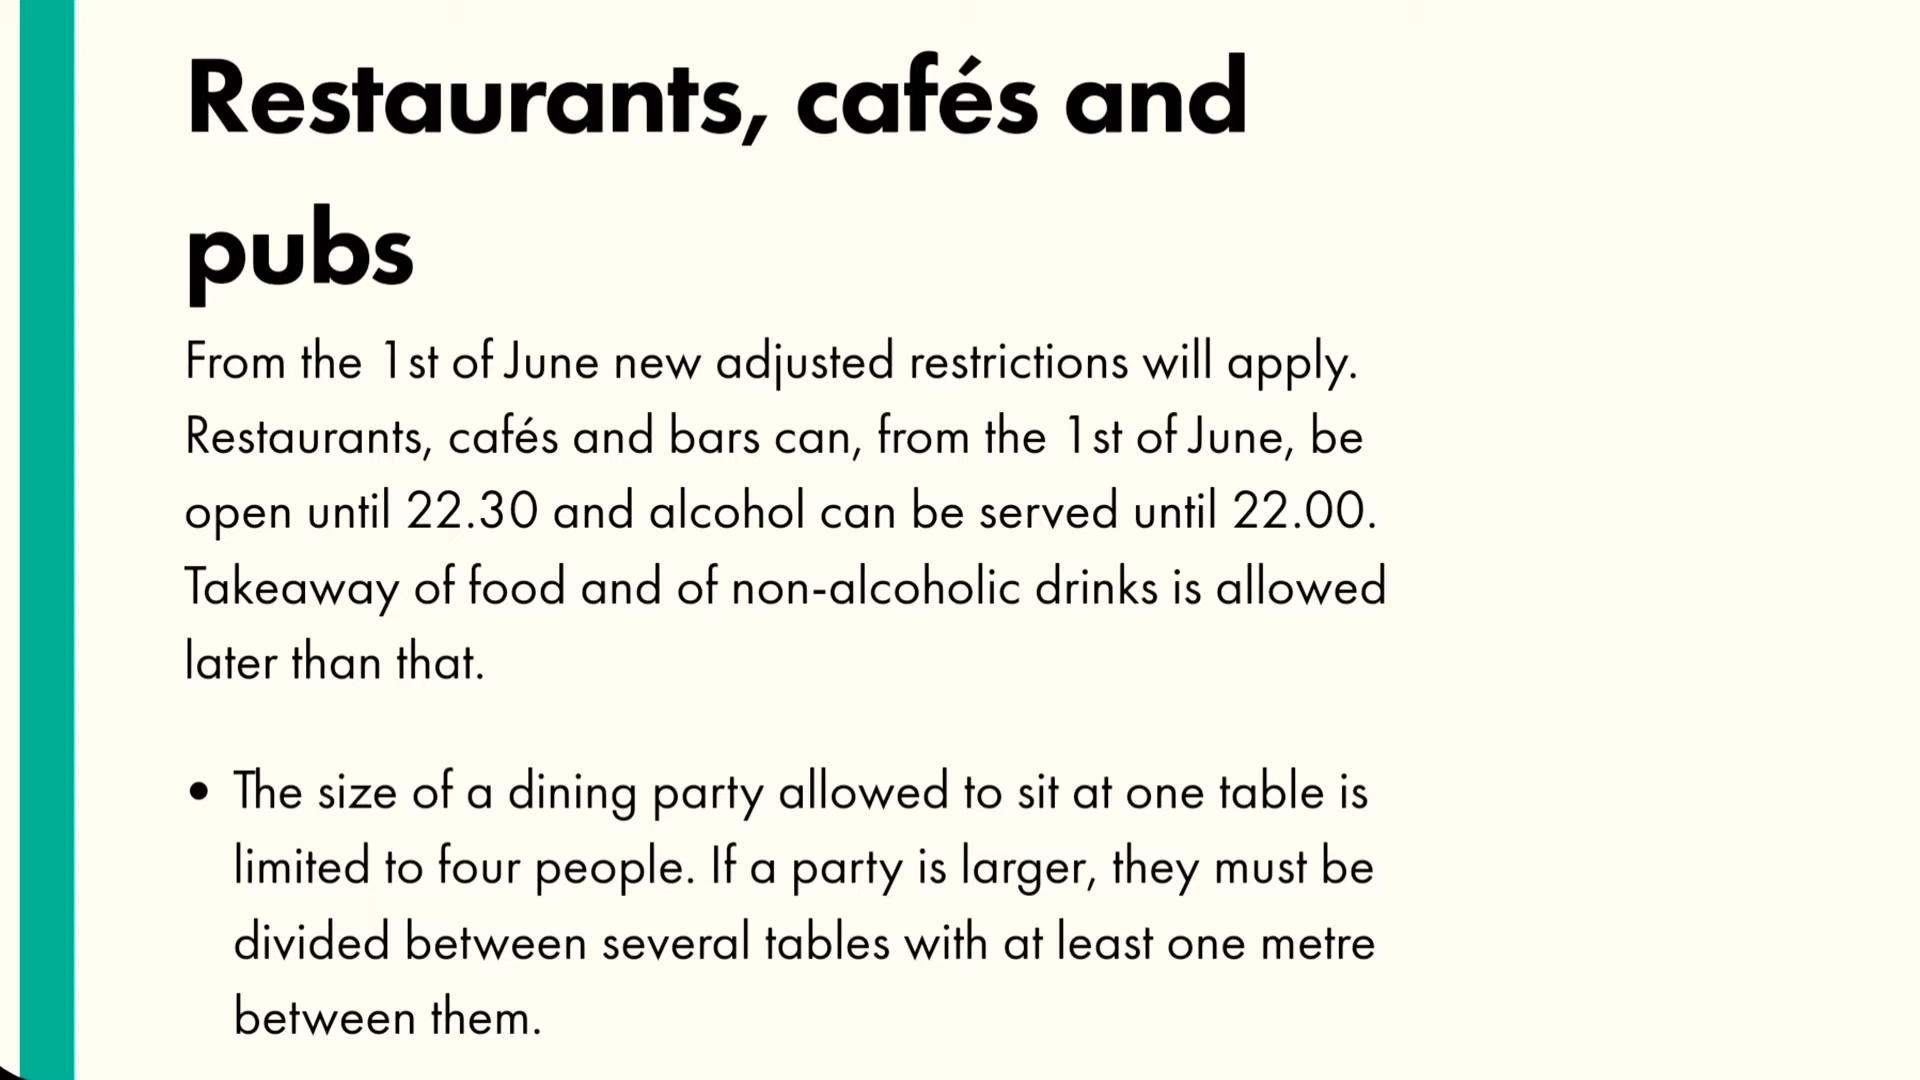 Restaurants, cafés and
pubs
From the 1st of June new adjusted restrictions will apply.
Restaurants, cafés and bars can, from the 1st of June, be
open until 22.30 and alcohol can be served until 22.00.
Takeaway of food and of non-alcoholic drinks is allowed
later than that.
• The size of a dining party allowed to sit at one table is
limited to four people. If a party is larger, they must be
divided between several tables with at least one metre
between them.